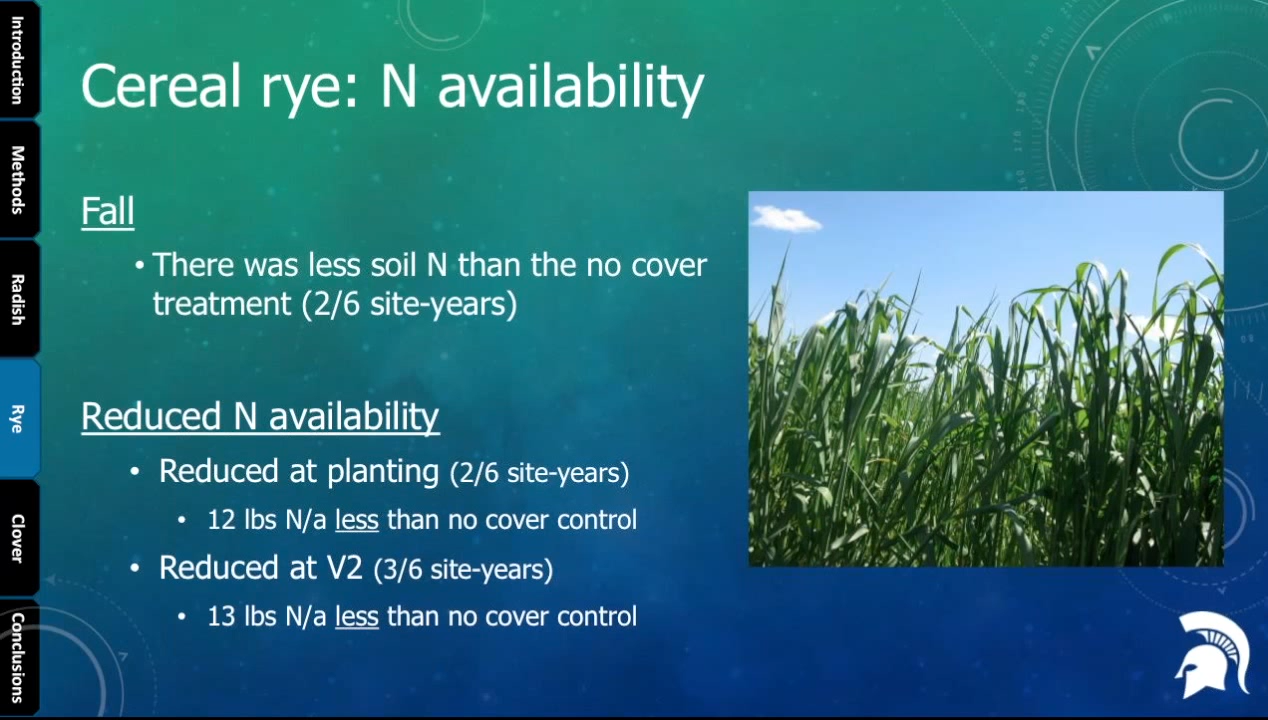 Introduction
Methods
Radish
Rye
Clover
Conclusions
Cereal rye: N availability
Fall
• There was less soil N than the no cover
treatment (2/6 site-years)
Reduced N availability
• Reduced at planting (2/6 site-years)
• 12 lbs N/a less than no cover control
• Reduced at V2 (3/6 site-years)
• 13 lbs N/a less than no cover control